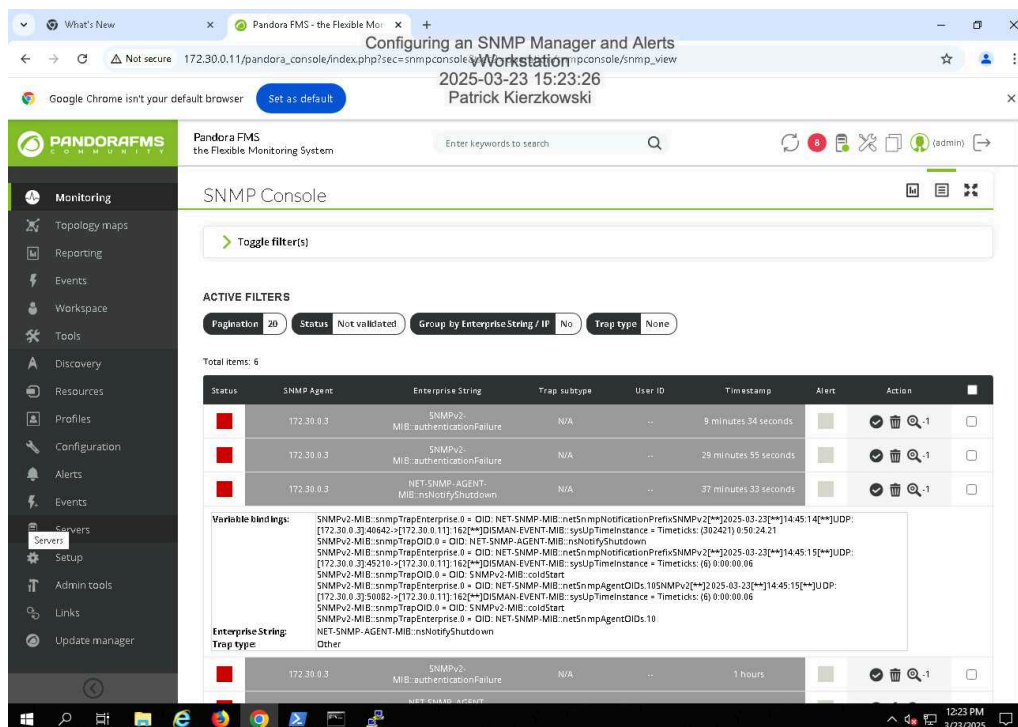 What's New
Pandora FMS - the Flexible Mor
Configuring an SNMP Manager and Alerts
Not secure 172.30.0.11/pandora_console/index.php?sec=snmpconsole
vWorkstation
mpconsole/snmp_view
2025-03-23 15:23:26
Patrick Kierzkowski
Google Chrome isn't your default browser Set as default
PANDORAFMS
COMMUNITY
Pandora FMS
the Flexible Monitoring System
Enter keywords to search
8
(admin)
Monitoring
Topology maps
Reporting
Events
Workspace
Tools
Discovery
Resources
Profiles
Configuration
Alerts
Events
Servers
Servers
Setup
Admin tools
Links
Update manager
SNMP Console
Toggle filter(s)
ACTIVE FILTERS
Pagination 20 Status Not validated Group by Enterprise String / IP No Trap type None
Total items: 6
Status SNMP Agent Enterprise String Trap subtype User ID Timestamp Alert Action
172.30.0.3 SNMPv2-
MIB::authenticationFailure N/A -- 9 minutes 34 seconds -1
172.30.0.3 SNMPv2-
MIB::authenticationFailure N/A -- 29 minutes 55 seconds -1
172.30.0.3 NET-SNMP-AGENT-
MIB::nsNotifyShutdown N/A -- 37 minutes 33 seconds -1
Variable bindings: SNMPv2-MIB::snmpTrapEnterprise.0 = OID: NET-SNMP-MIB::netSnmpNotificationPrefixSNMPv2[**]2025-03-23[**]14:45:14[**]UDP:
[172.30.0.3]:40642->[172.30.0.11]:162[**]DISMAN-EVENT-MIB::sysUpTimeInstance = Timeticks: (302421) 0:50:24.21
SNMPv2-MIB::snmpTrapOID.0 = OID: NET-SNMP-AGENT-MIB::nsNotifyShutdown
SNMPv2-MIB::snmpTrapEnterprise.0 = OID: NET-SNMP-MIB::netSnmpNotificationPrefixSNMPv2[**]2025-03-23[**]14:45:15[**]UDP:
[172.30.0.3]:45210->[172.30.0.11]:162[**]DISMAN-EVENT-MIB::sysUpTimeInstance = Timeticks: (6) 0:00:00.06
SNMPv2-MIB::snmpTrapOID.0 = OID: SNMPv2-MIB::coldStart
SNMPv2-MIB::snmpTrapEnterprise.0 = OID: NET-SNMP-MIB::netSnmpAgentOIDs.10SNMPv2[**]2025-03-23[**]14:45:15[**]UDP:
[172.30.0.3]:50082->[172.30.0.11]:162[**]DISMAN-EVENT-MIB::sysUpTimeInstance = Timeticks: (6) 0:00:00.06
SNMPv2-MIB::snmpTrapOID.0 = OID: SNMPv2-MIB::coldStart
SNMPv2-MIB::snmpTrapEnterprise.0 = OID: NET-SNMP-MIB::netSnmpAgentOIDs.10
Enterprise String: NET-SNMP-AGENT-MIB::nsNotifyShutdown
Trap type: Other
172.30.0.3 SNMPv2-
MIB::authenticationFailure N/A -- 1 hours -1
NET-SNMP-AGENT-
12:23 PM
3/23/2025